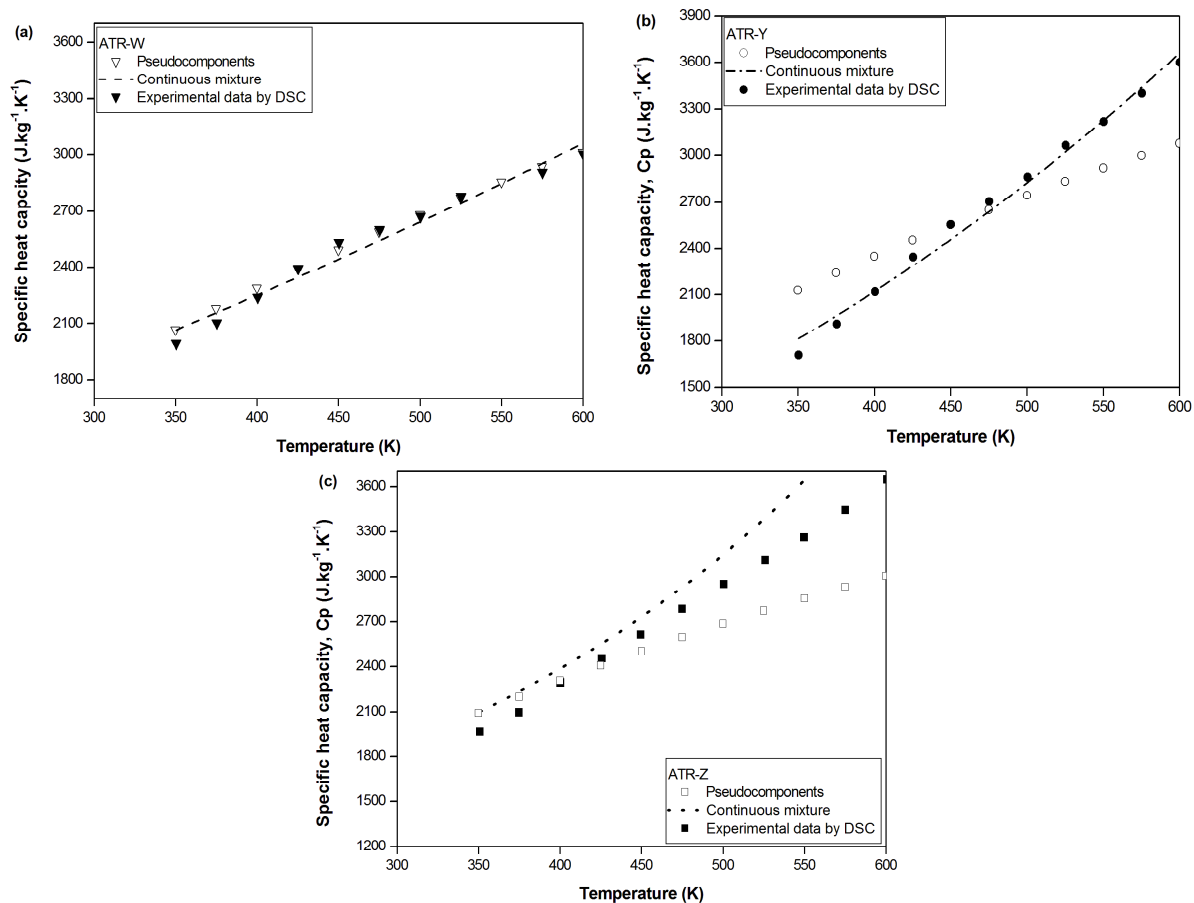 (a)
ATR-W
Pseudocomponents
Continuous mixture
Experimental data by DSC
Specific heat capcity (J.kg⁻¹.K⁻¹)
3600
3300
3000
2700
2400
2100
1800
300 350 400 450 500 550 600
Temperature (K)
(b)
ATR-Y
Pseudocomponents
Continuous mixture
Experimental data by DSC
Specific heat capacity, Cp (J.kg⁻¹.K⁻¹)
3900
3600
3300
3000
2700
2400
2100
1800
1500
300 350 400 450 500 550 600
Temperature (K)
(c)
Specific heat capacity, Cp (J.kg⁻¹.K⁻¹)
3600
3300
3000
2700
2400
2100
1800
1500
1200
ATR-Z
Pseudocomponents
Continuous mixture
Experimental data by DSC
300 350 400 450 500 550 600
Temperature (K)